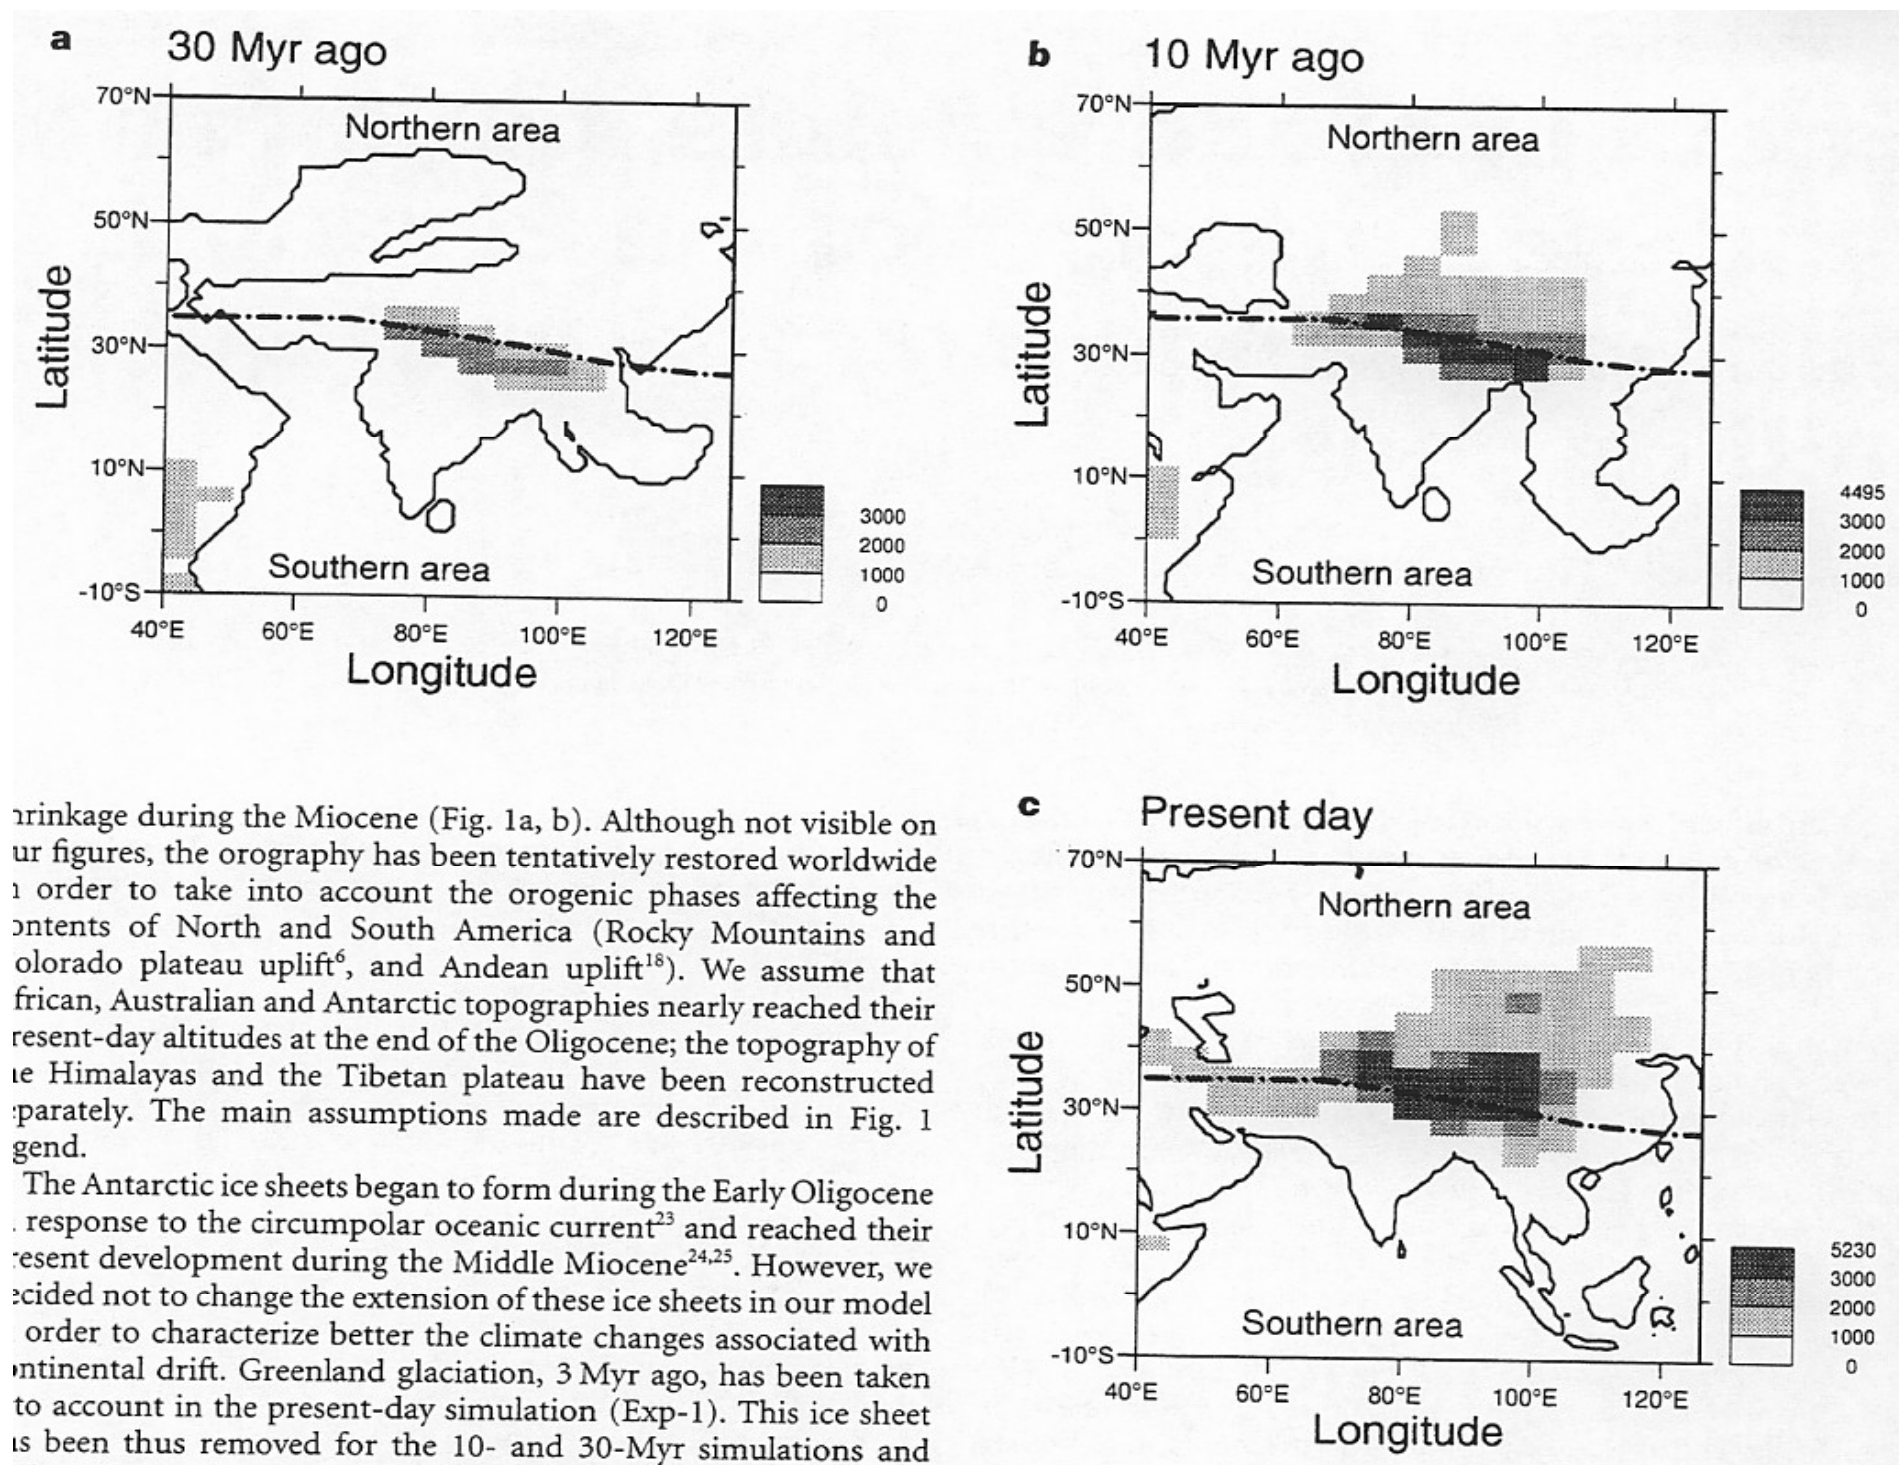 a 30 Myr ago
70°N
50°N
30°N
10°N
-10°S
Latitude
Northern area
Southern area
3000
2000
1000
0
40°E 60°E 80°E 100°E 120°E
Longitude
b 10 Myr ago
70°N
50°N
30°N
10°N
-10°S
Latitude
Northern area
Southern area
4495
3000
2000
1000
0
40°E 60°E 80°E 100°E 120°E
Longitude
hrinkage during the Miocene (Fig. 1a, b). Although not visible on
ur figures, the orography has been tentatively restored worldwide
order to take into account the orogenic phases affecting the
ontents of North and South America (Rocky Mountains and
olorado plateau uplift⁶, and Andean uplift¹⁸). We assume that
frican, Australian and Antarctic topographies nearly reached their
resent-day altitudes at the end of the Oligocene; the topography of
e Himalayas and the Tibetan plateau have been reconstructed
eparately. The main assumptions made are described in Fig. 1
gend.
The Antarctic ice sheets began to form during the Early Oligocene
response to the circumpolar oceanic current²³ and reached their
resent development during the Middle Miocene²⁴,²⁵. However, we
ecided not to change the extension of these ice sheets in our model
order to characterize better the climate changes associated with
ontinental drift. Greenland glaciation, 3 Myr ago, has been taken
to account in the present-day simulation (Exp-1). This ice sheet
as been thus removed for the 10- and 30-Myr simulations and
c Present day
70°N
50°N
30°N
10°N
-10°S
Latitude
Northern area
Southern area
5230
3000
2000
1000
0
40°E 60°E 80°E 100°E 120°E
Longitude